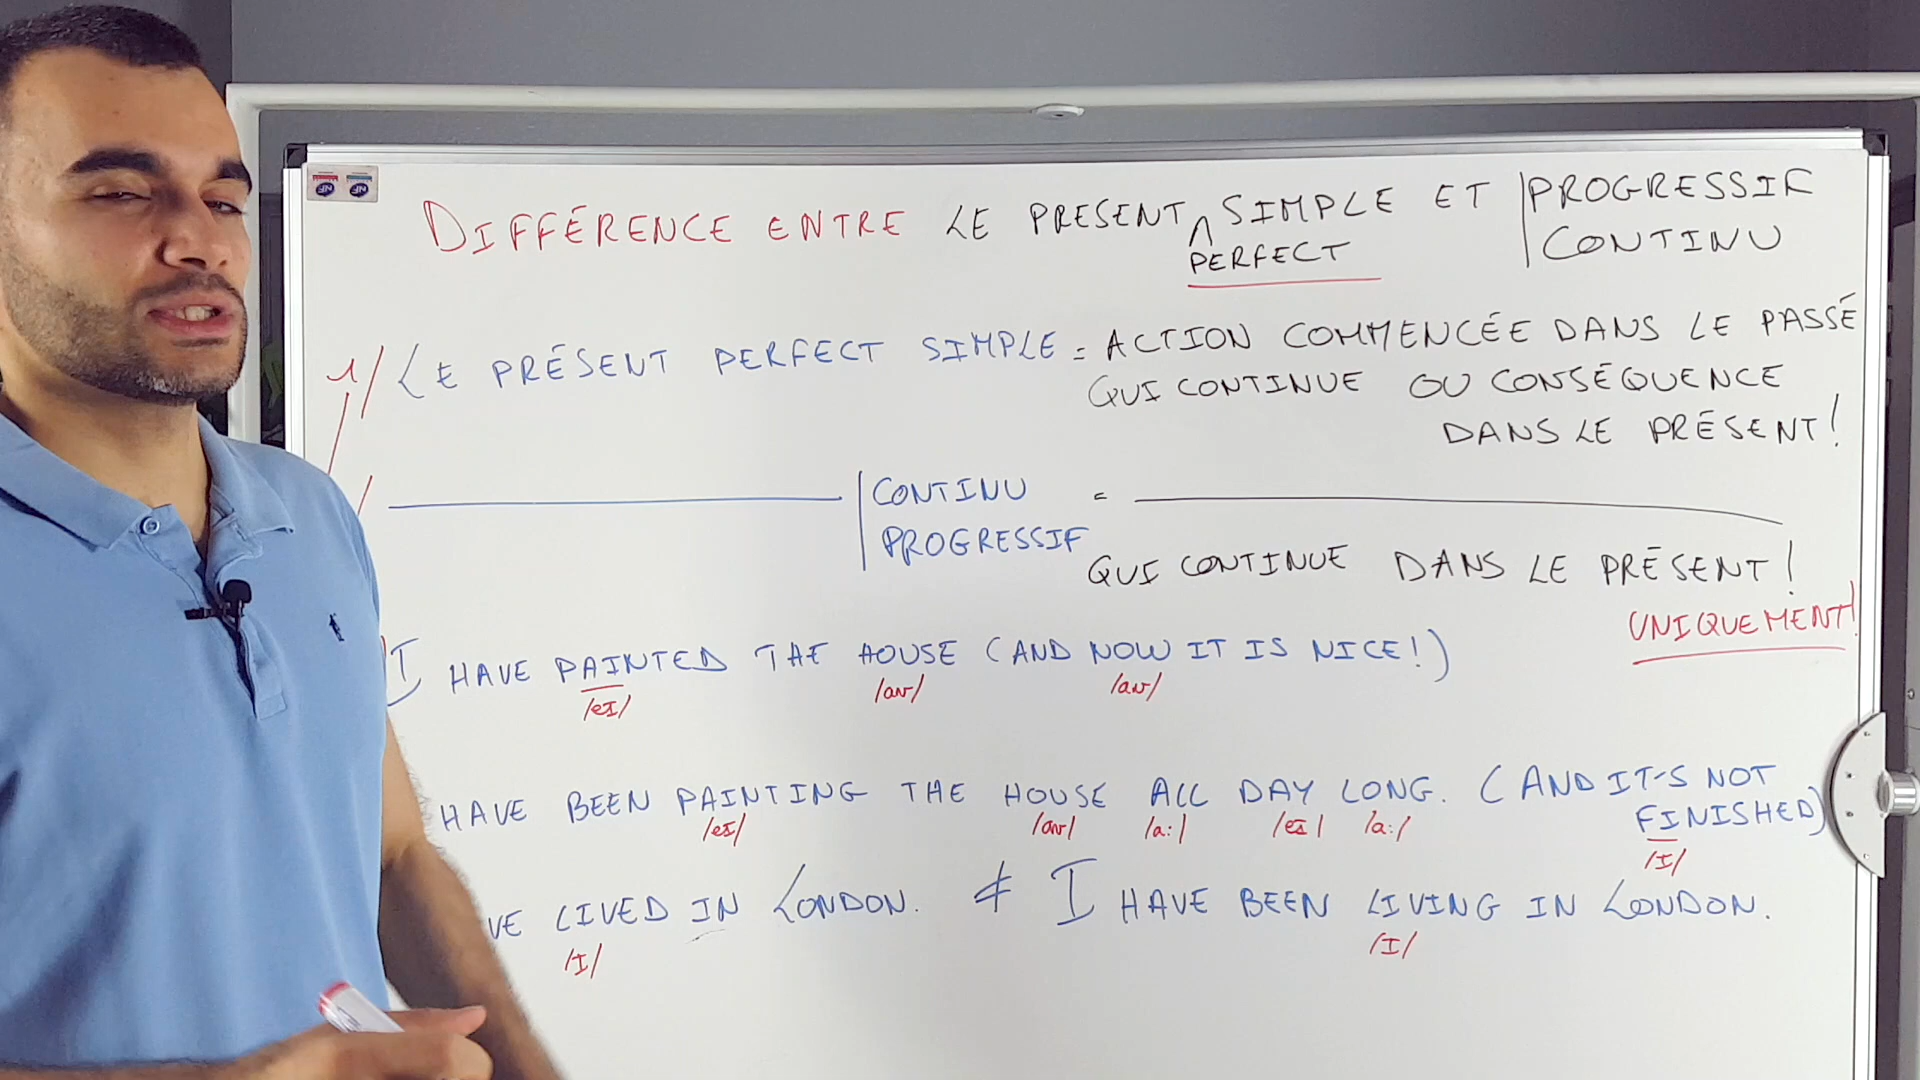 DIFFÉRENCE ENTRE LE PRESENT ^ SIMPLE ET | PROGRESSIF
PERFECT | CONTINU
1/ LE PRÉSENT PERFECT SIMPLE = ACTION COMMENCÉE DANS LE PASSÉ
QUI CONTINUE OU CONSÉQUENCE
DANS LE PRÉSENT!
CONTINU =
PROGRESSIF
QUI CONTINUE DANS LE PRÉSENT!
UNIQUEMENT!
I HAVE PAINTED THE HOUSE (AND NOW IT IS NICE!)
/eɪ/ /aʊ/ /aʊ/
HAVE BEEN PAINTING THE HOUSE ALL DAY LONG. (AND IT'S NOT
FINISHED)
/eɪ/ /aʊ/ /a:/ /eɪ/ /a:/
/ɪ/
VE LIVED IN LONDON. ≠ I HAVE BEEN LIVING IN LONDON.
/ɪ/ /ɪ/
NF NF